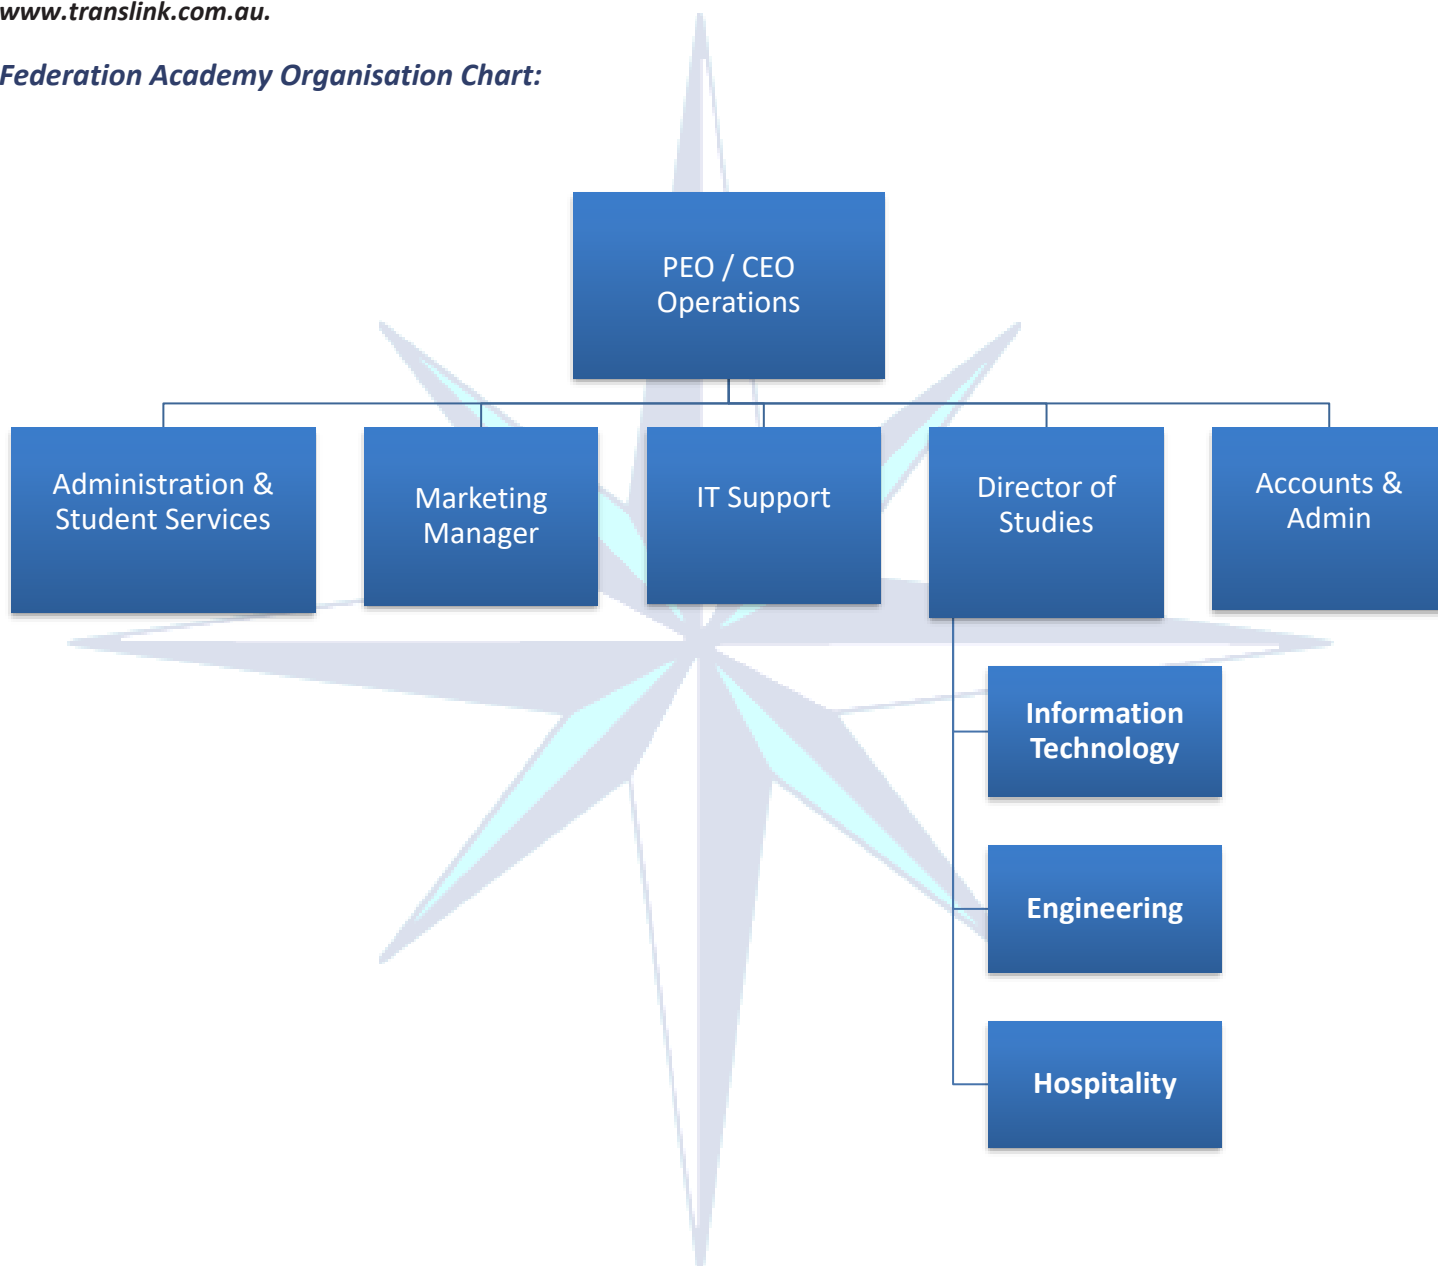 www.translink.com.au.
Federation Academy Organisation Chart:
PEO / CEO
Operations
Administration &
Student Services
Marketing
Manager
IT Support
Director of
Studies
Accounts &
Admin
Information
Technology
Engineering
Hospitality